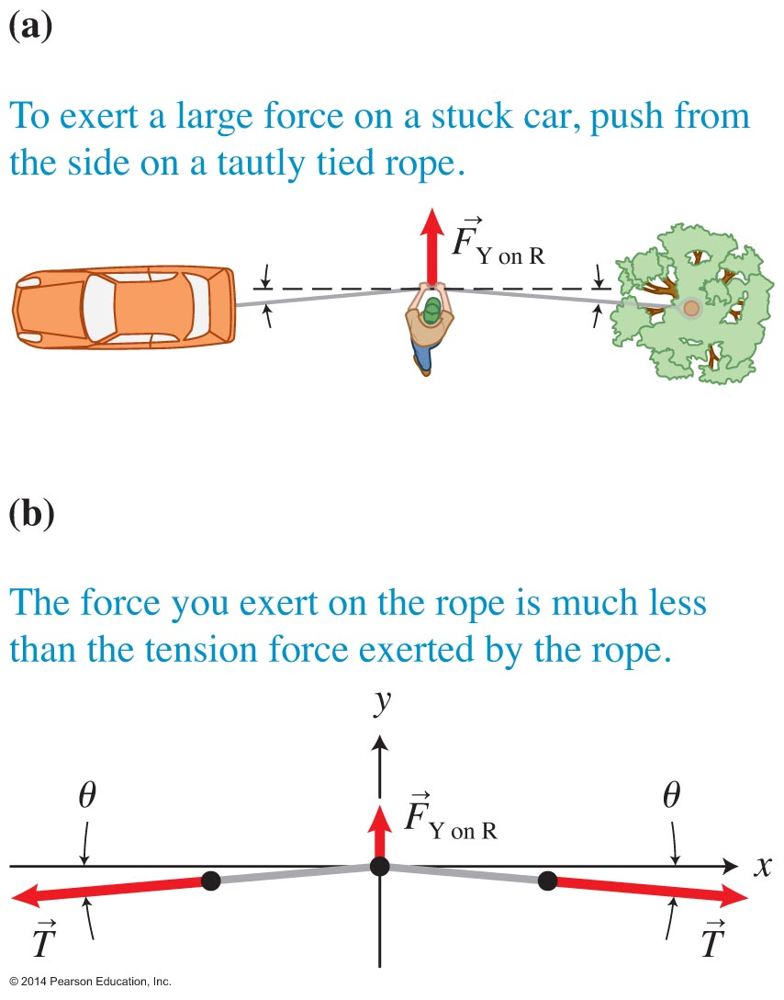 (a)
To exert a large force on a stuck car, push from
the side on a tautly tied rope.
F⃗ Y on R
(b)
The force you exert on the rope is much less
than the tension force exerted by the rope.
y
θ
θ
F⃗ Y on R
x
T⃗
T⃗
© 2014 Pearson Education, Inc.